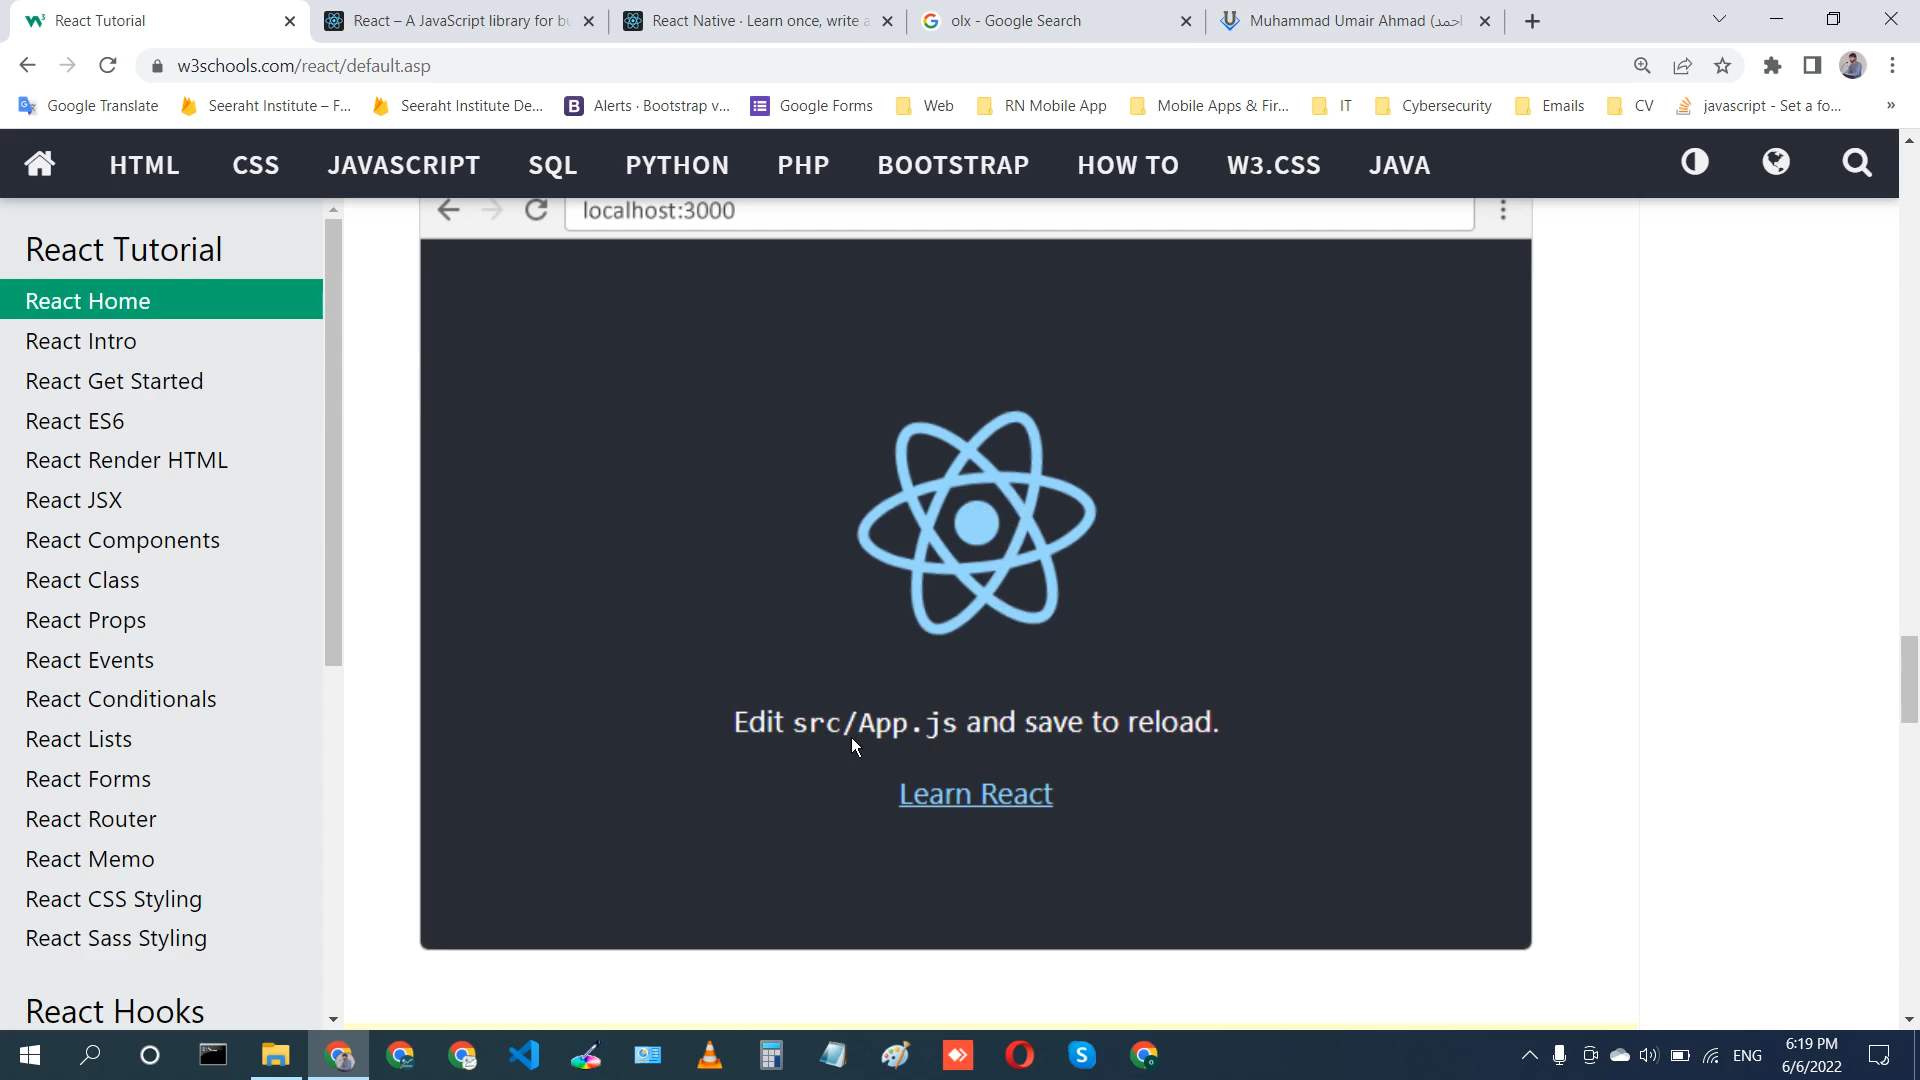 React Tutorial
React – A JavaScript library for bu
React Native · Learn once, write a
olx - Google Search
Muhammad Umair Ahmad (احمد
w3schools.com/react/default.asp
Google Translate
Seeraht Institute – F...
Seeraht Institute De...
Alerts · Bootstrap v...
Google Forms
Web
RN Mobile App
Mobile Apps & Fir...
IT
Cybersecurity
Emails
CV
javascript - Set a fo...
»
HTML
CSS
JAVASCRIPT
SQL
PYTHON
PHP
BOOTSTRAP
HOW TO
W3.CSS
JAVA
localhost:3000
React Tutorial
React Home
React Intro
React Get Started
React ES6
React Render HTML
React JSX
React Components
React Class
React Props
React Events
React Conditionals
React Lists
React Forms
React Router
React Memo
React CSS Styling
React Sass Styling
React Hooks
Edit src/App.js and save to reload.
Learn React
ENG
6:19 PM
6/6/2022